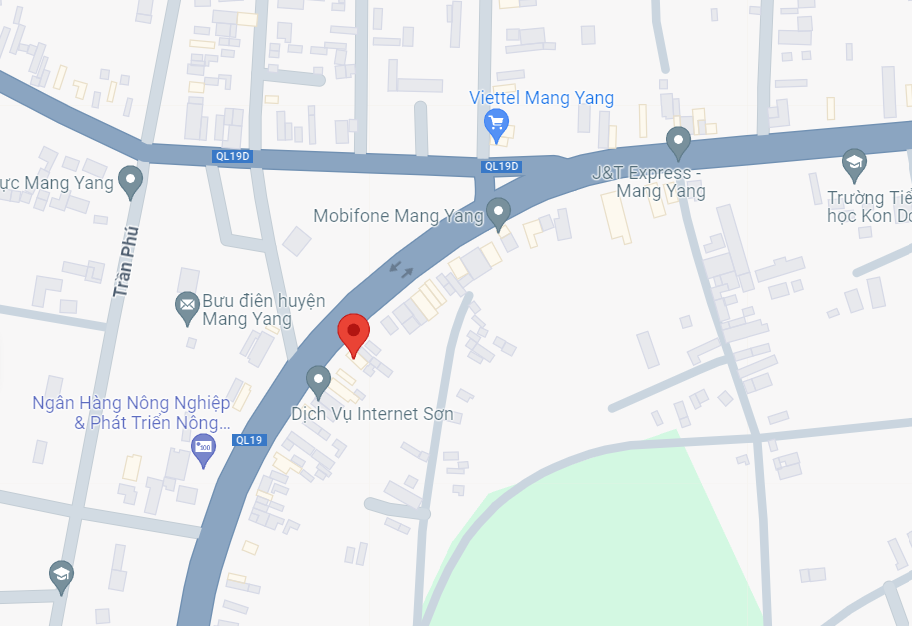 Viettel Mang Yang
QL19D
QL19D
J&T Express -
Mang Yang
ực Mang Yang
Trường Tiể
học Kon Dơ
Mobifone Mang Yang
Trần Phú
Bưu điện huyện
Mang Yang
Ngân Hàng Nông Nghiệp
& Phát Triển Nông...
Dịch Vụ Internet Sơn
QL19